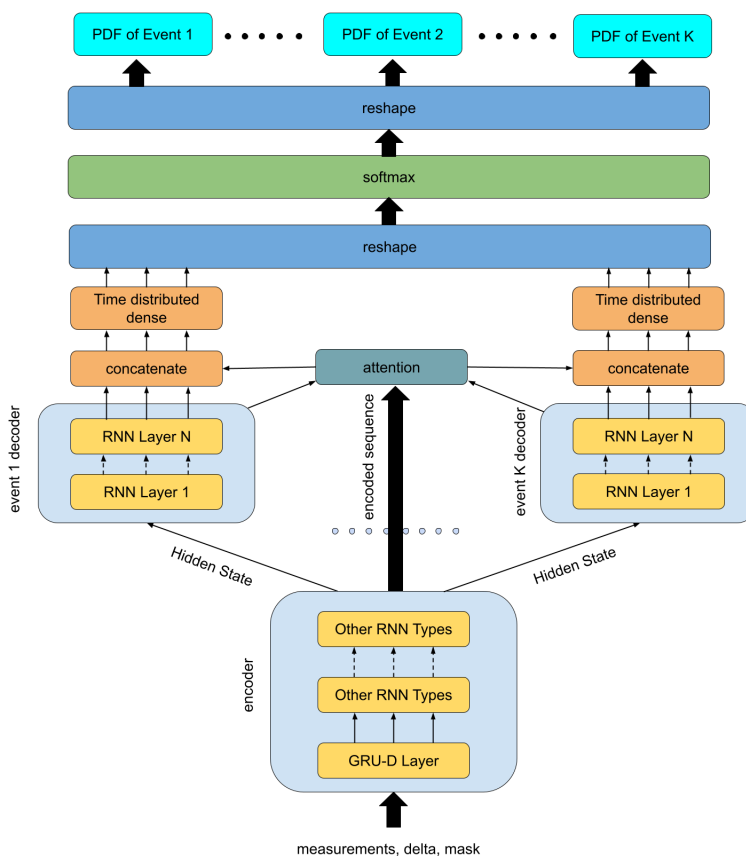 PDF of Event 1
PDF of Event 2
PDF of Event K
reshape
softmax
reshape
Time distributed
dense
Time distributed
dense
concatenate
attention
concatenate
event 1 decoder
RNN Layer N
RNN Layer 1
encoded sequence
event K decoder
RNN Layer N
RNN Layer 1
Hidden State
Hidden State
encoder
Other RNN Types
Other RNN Types
GRU-D Layer
measurements, delta, mask